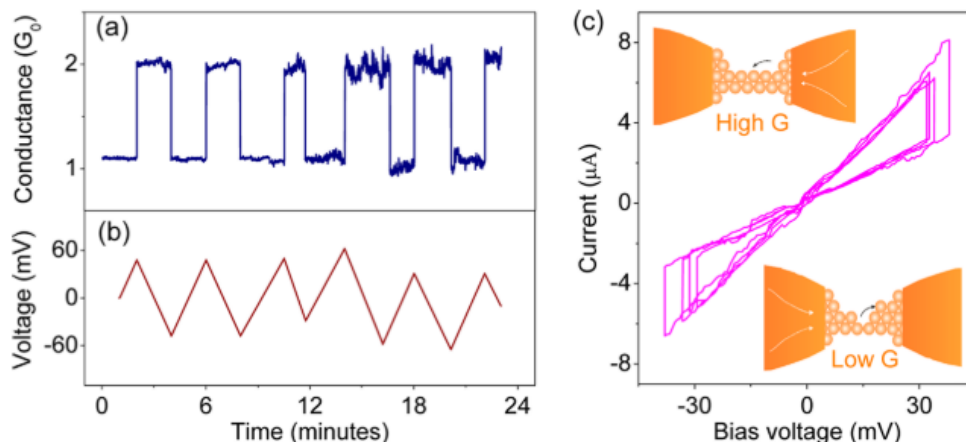 (a)
Conductance (G0)
2
1
(b)
Voltage (mV)
60
0
-60
0
6
12
18
24
Time (minutes)
(c)
Current (μA)
8
4
0
-4
-8
High G
Low G
-30
0
30
Bias voltage (mV)